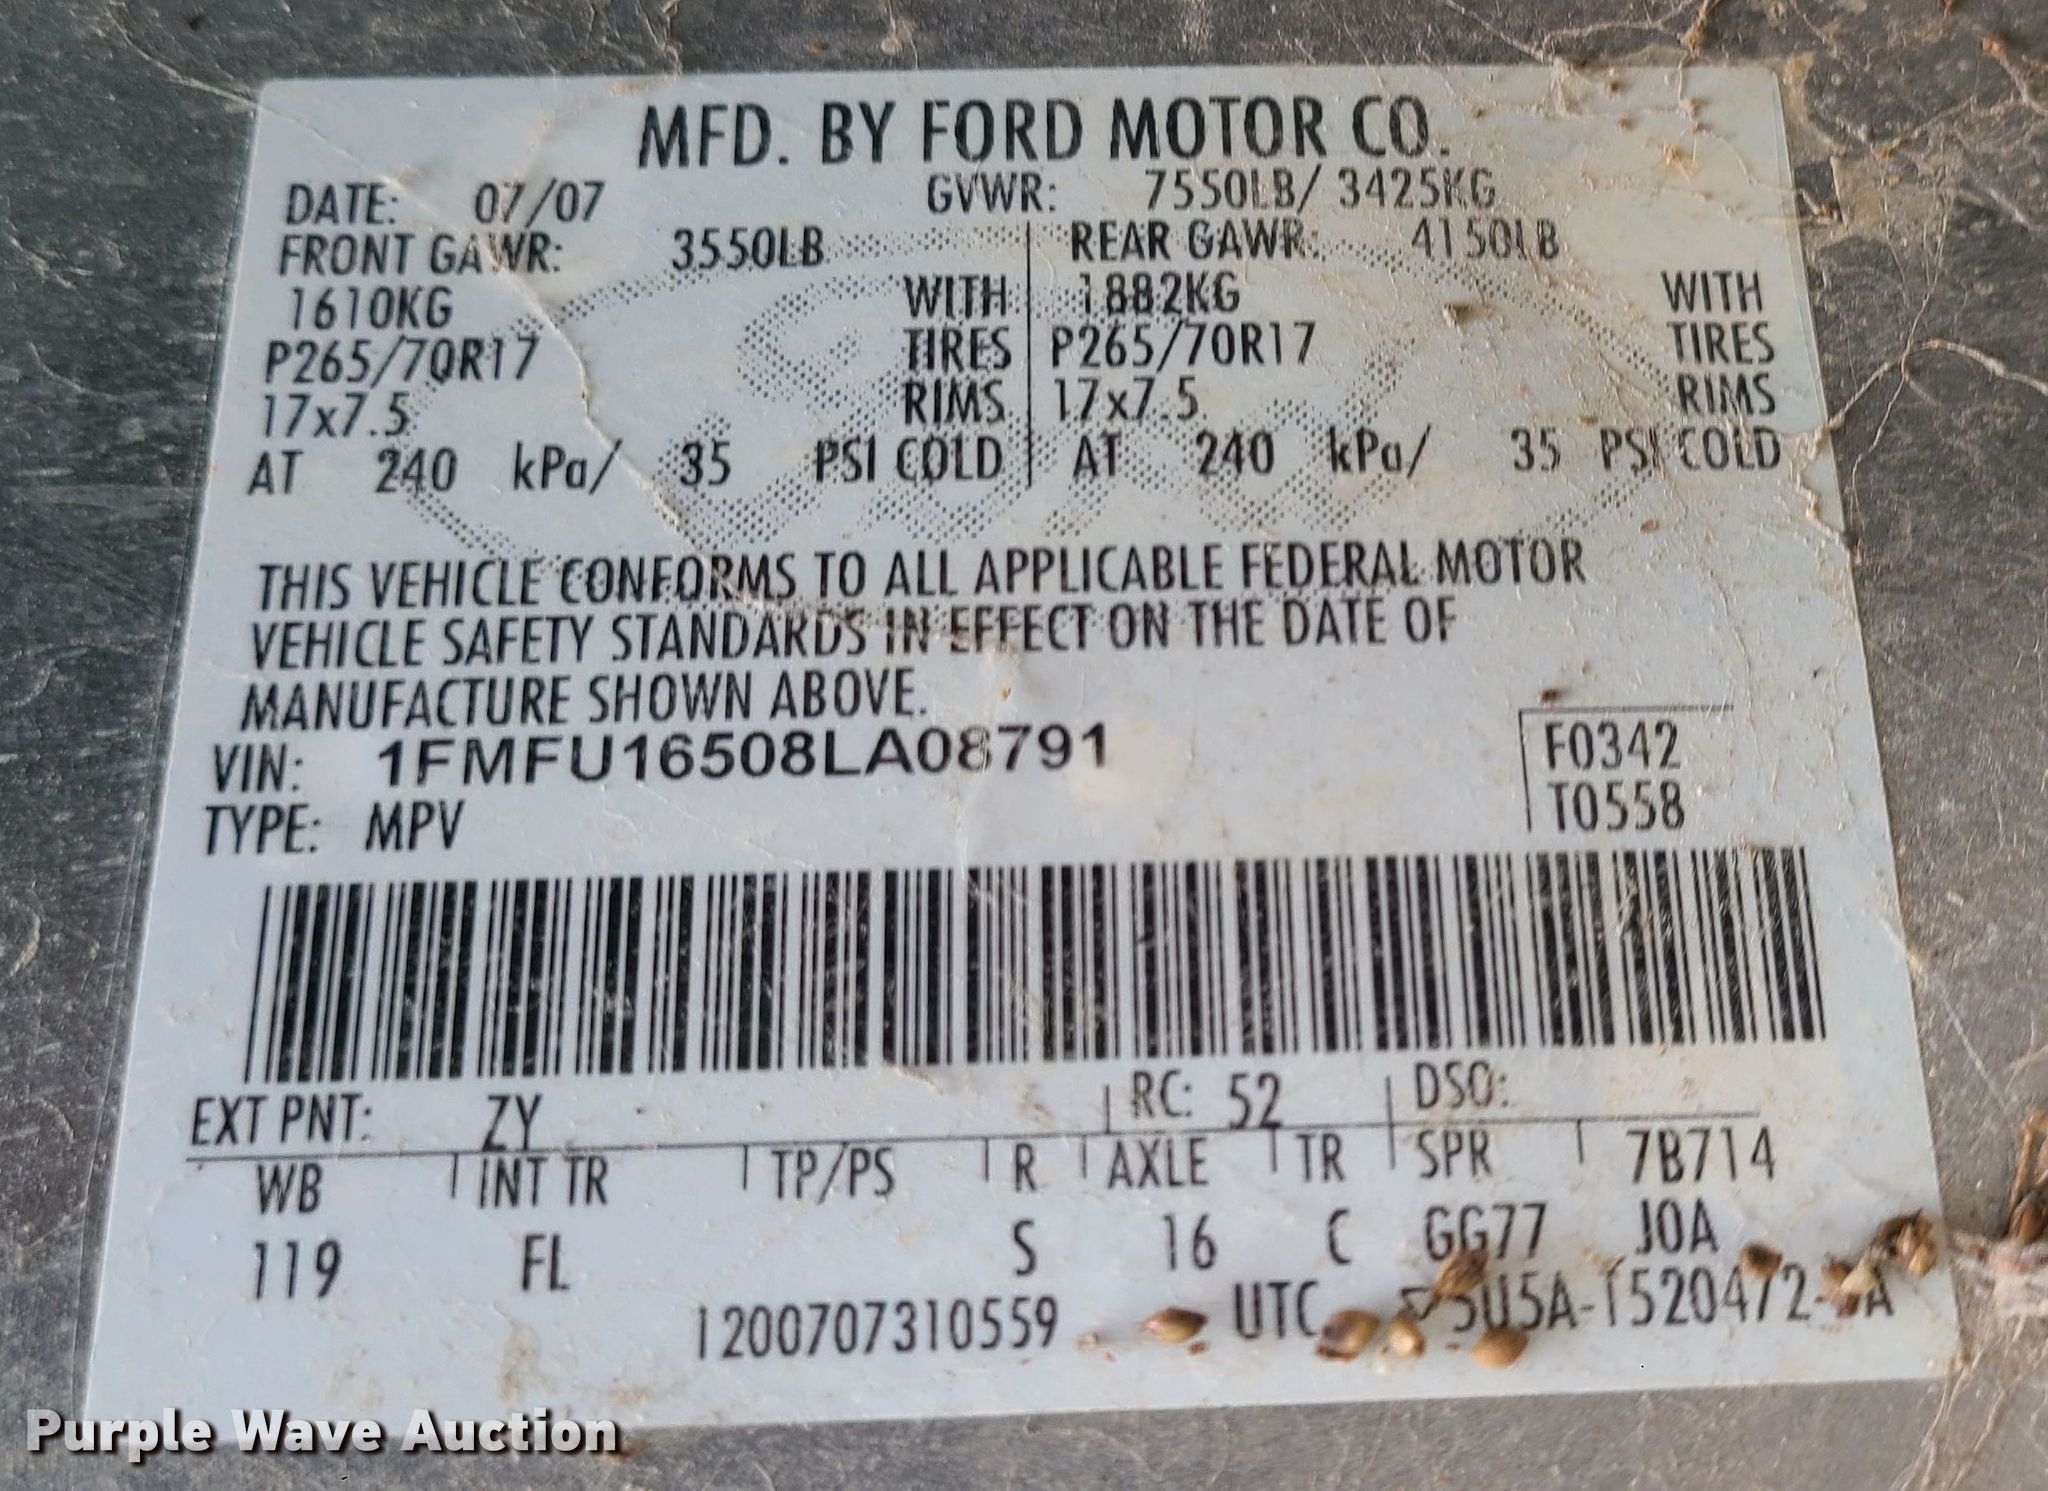 MFD. BY FORD MOTOR CO.
DATE: 07/07 GVWR: 7550LB/ 3425KG
FRONT GAWR: 3550LB REAR GAWR: 4150LB
1610KG WITH 1882KG WITH
P265/70R17 TIRES P265/70R17 TIRES
17x7.5 RIMS 17x7.5 RIMS
AT 240 kPa/ 35 PSI COLD AT 240 kPa/ 35 PSI COLD
THIS VEHICLE CONFORMS TO ALL APPLICABLE FEDERAL MOTOR
VEHICLE SAFETY STANDARDS IN EFFECT ON THE DATE OF
MANUFACTURE SHOWN ABOVE.
VIN: 1FMFU16508LA08791 F0342
TYPE: MPV T0558
EXT PNT: ZY RC: 52 DSO:
WB INT TR TP/PS R AXLE TR SPR 7B714
119 FL S 16 C GG77 JOA
1200707310559 UTC
Purple Wave Auction